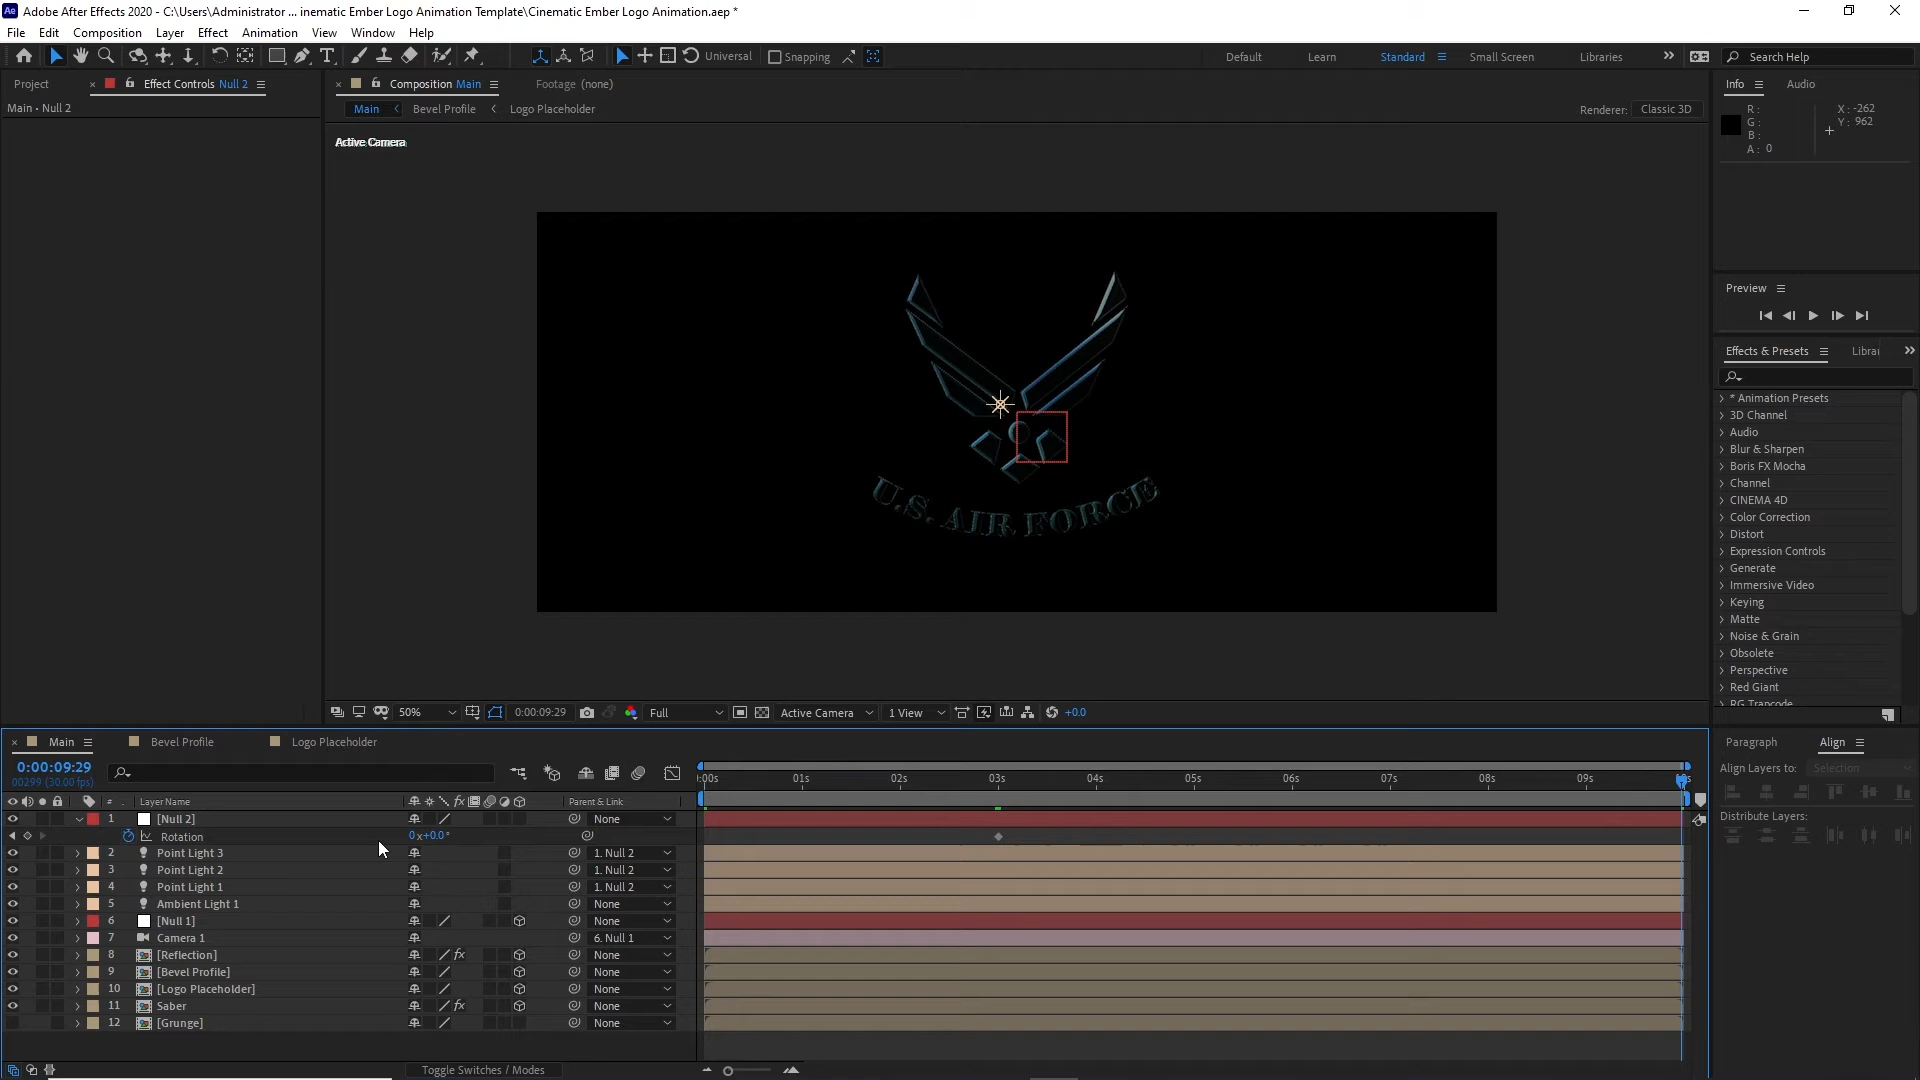 Adobe After Effects 2020 - C:\Users\Administrator ... inematic Ember Logo Animation Template\Cinematic Ember Logo Animation.aep *
File Edit Composition Layer Effect Animation View Window Help
Universal Snapping Default Learn Standard Small Screen Libraries Search Help
Project Effect Controls Null 2
Main • Null 2
Composition Main Footage (none)
Main Bevel Profile Logo Placeholder
Renderer: Classic 3D
Active Camera
U.S. AIR FORCE
50% 0:00:09:29 Full Active Camera 1 View +0.0
Info Audio
R :
G :
B :
A : 0
X : -262
Y : 962
Preview
Effects & Presets Librar
* Animation Presets
3D Channel
Audio
Blur & Sharpen
Boris FX Mocha
Channel
CINEMA 4D
Color Correction
Distort
Expression Controls
Generate
Immersive Video
Keying
Matte
Noise & Grain
Obsolete
Perspective
Red Giant
RG Trapcode
Paragraph Align
Align Layers to: Selection
Distribute Layers:
Main Bevel Profile Logo Placeholder
0:00:09:29
00299 (30.00 fps)
:00s 01s 02s 03s 04s 05s 06s 07s 08s 09s
# . Layer Name Parent & Link
1 [Null 2] None
Rotation 0x+0.0°
2 Point Light 3 1. Null 2
3 Point Light 2 1. Null 2
4 Point Light 1 1. Null 2
5 Ambient Light 1 None
6 [Null 1] None
7 Camera 1 6. Null 1
8 [Reflection] None
9 [Bevel Profile] None
10 [Logo Placeholder] None
11 Saber None
12 [Grunge] None
Toggle Switches / Modes